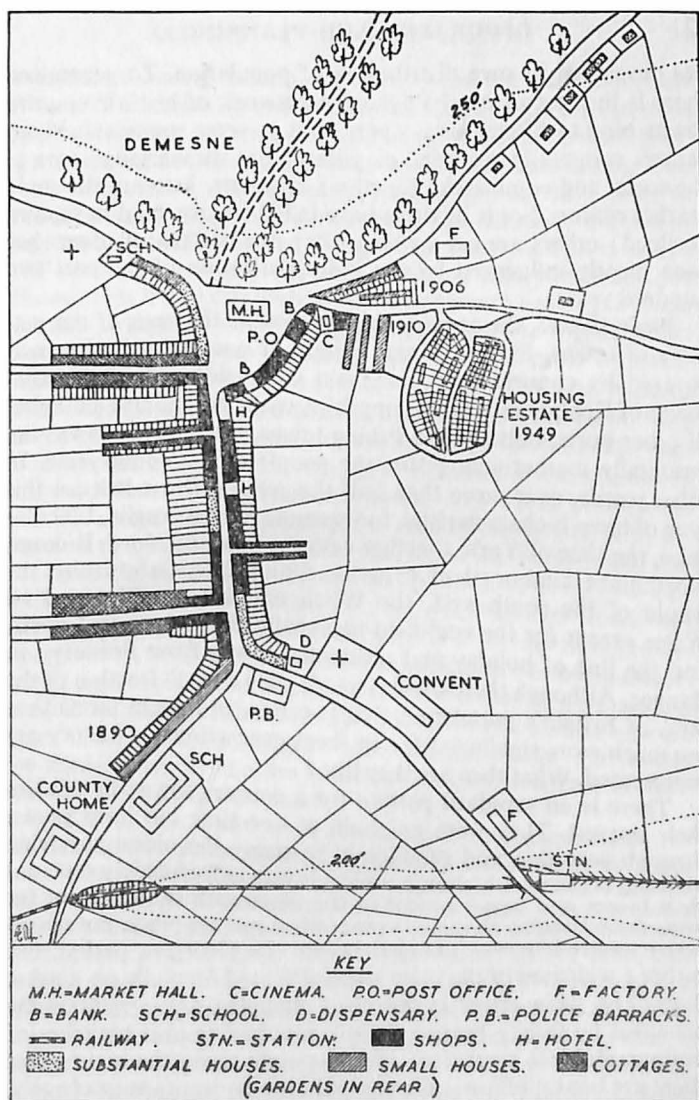 DEMESNE
250
SCH
F
M.H.
B
1906
P.O
C
1910
B
HOUSING
ESTATE
194
H
H
D
CONVENT
P.B.
1890
SCH
COUNTY
HOME
F
200'
STN.
KEY
M.H.=MARKET HALL. C=CINEMA. P.O=POST OFFICE. F=FACTORY.
B=BANK. SCH=SCHOOL. D=DISPENSARY. P.B.=POLICE BARRACKS.
=RAILWAY. STN.=STATION: SHOPS. H=HOTEL.
SUBSTANTIAL HOUSES. SMALL HOUSES. COTTAGES.
(GARDENS IN REAR)